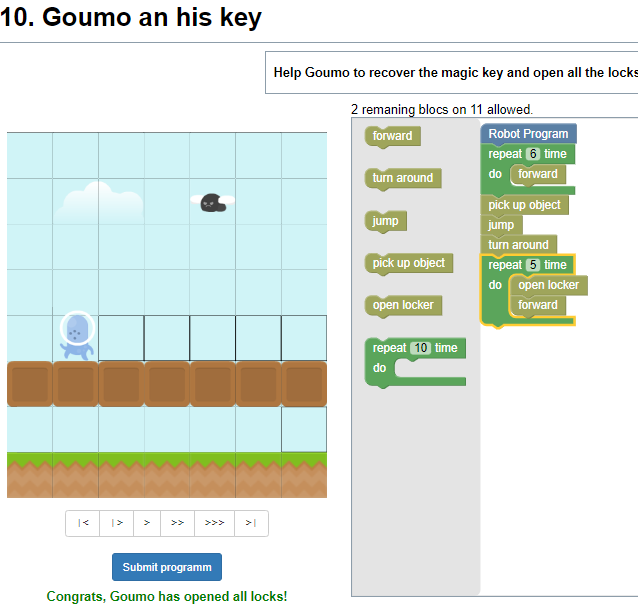 10. Goumo an his key
Help Goumo to recover the magic key and open all the locks
2 remaning blocs on 11 allowed.
forward
turn around
jump
pick up object
open locker
repeat 10 time
do
Robot Program
repeat 6 time
do forward
pick up object
jump
turn around
repeat 5 time
do open locker
forward
|< |> > >> >>> >|
Submit programm
Congrats, Goumo has opened all locks!